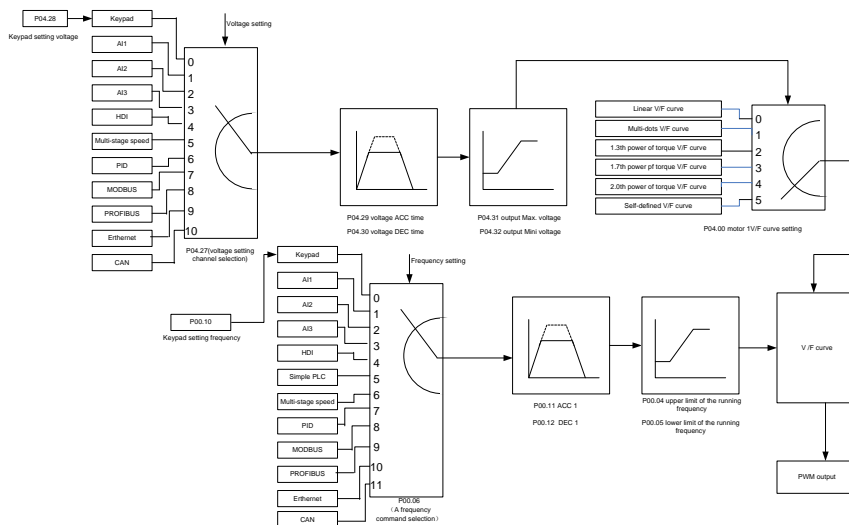 P04.28
Keypad setting voltage
Keypad
AI1
AI2
AI3
HDI
Multi-stage speed
PID
MODBUS
PROFIBUS
Erthernet
CAN
Voltage setting
0
1
2
3
4
5
6
7
8
9
10
P04.27(voltage setting
channel selection)
P04.29 voltage ACC time
P04.30 voltage DEC time
P04.31 output Max. voltage
P04.32 output Mini voltage
Linear V/F curve
Multi-dots V/F curve
1.3th power of torque V/F curve
1.7th power pf torque V/F curve
2.0th power of torque V/F curve
Self-defined V/F curve
0
1
2
3
4
5
P04.00 motor 1V/F curve setting
P00.10
Keypad setting frequency
Keypad
AI1
AI2
AI3
HDI
Simple PLC
Multi-stage speed
PID
MODBUS
PROFIBUS
Erthernet
CAN
Frequency setting
0
1
2
3
4
5
6
7
8
9
10
11
P00.06
(A frequency
command selection)
P00.11 ACC 1
P00.12 DEC 1
P00.04 upper limit of the running
frequency
P00.05 lower limit of the running
frequency
V /F curve
PWM output